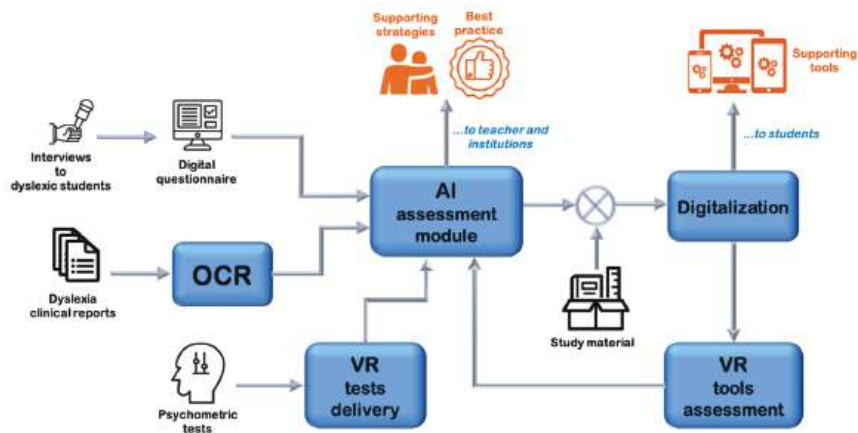 Supporting
strategies
Best
practice
Supporting
tools
...to teacher and
institutions
...to students
Interviews
to
dyslexic students
Digital
questionnaire
AI
assessment
module
Digitalization
OCR
Dyslexia
clinical reports
Study material
VR
tests
delivery
VR
tools
assessment
Psychometric
tests